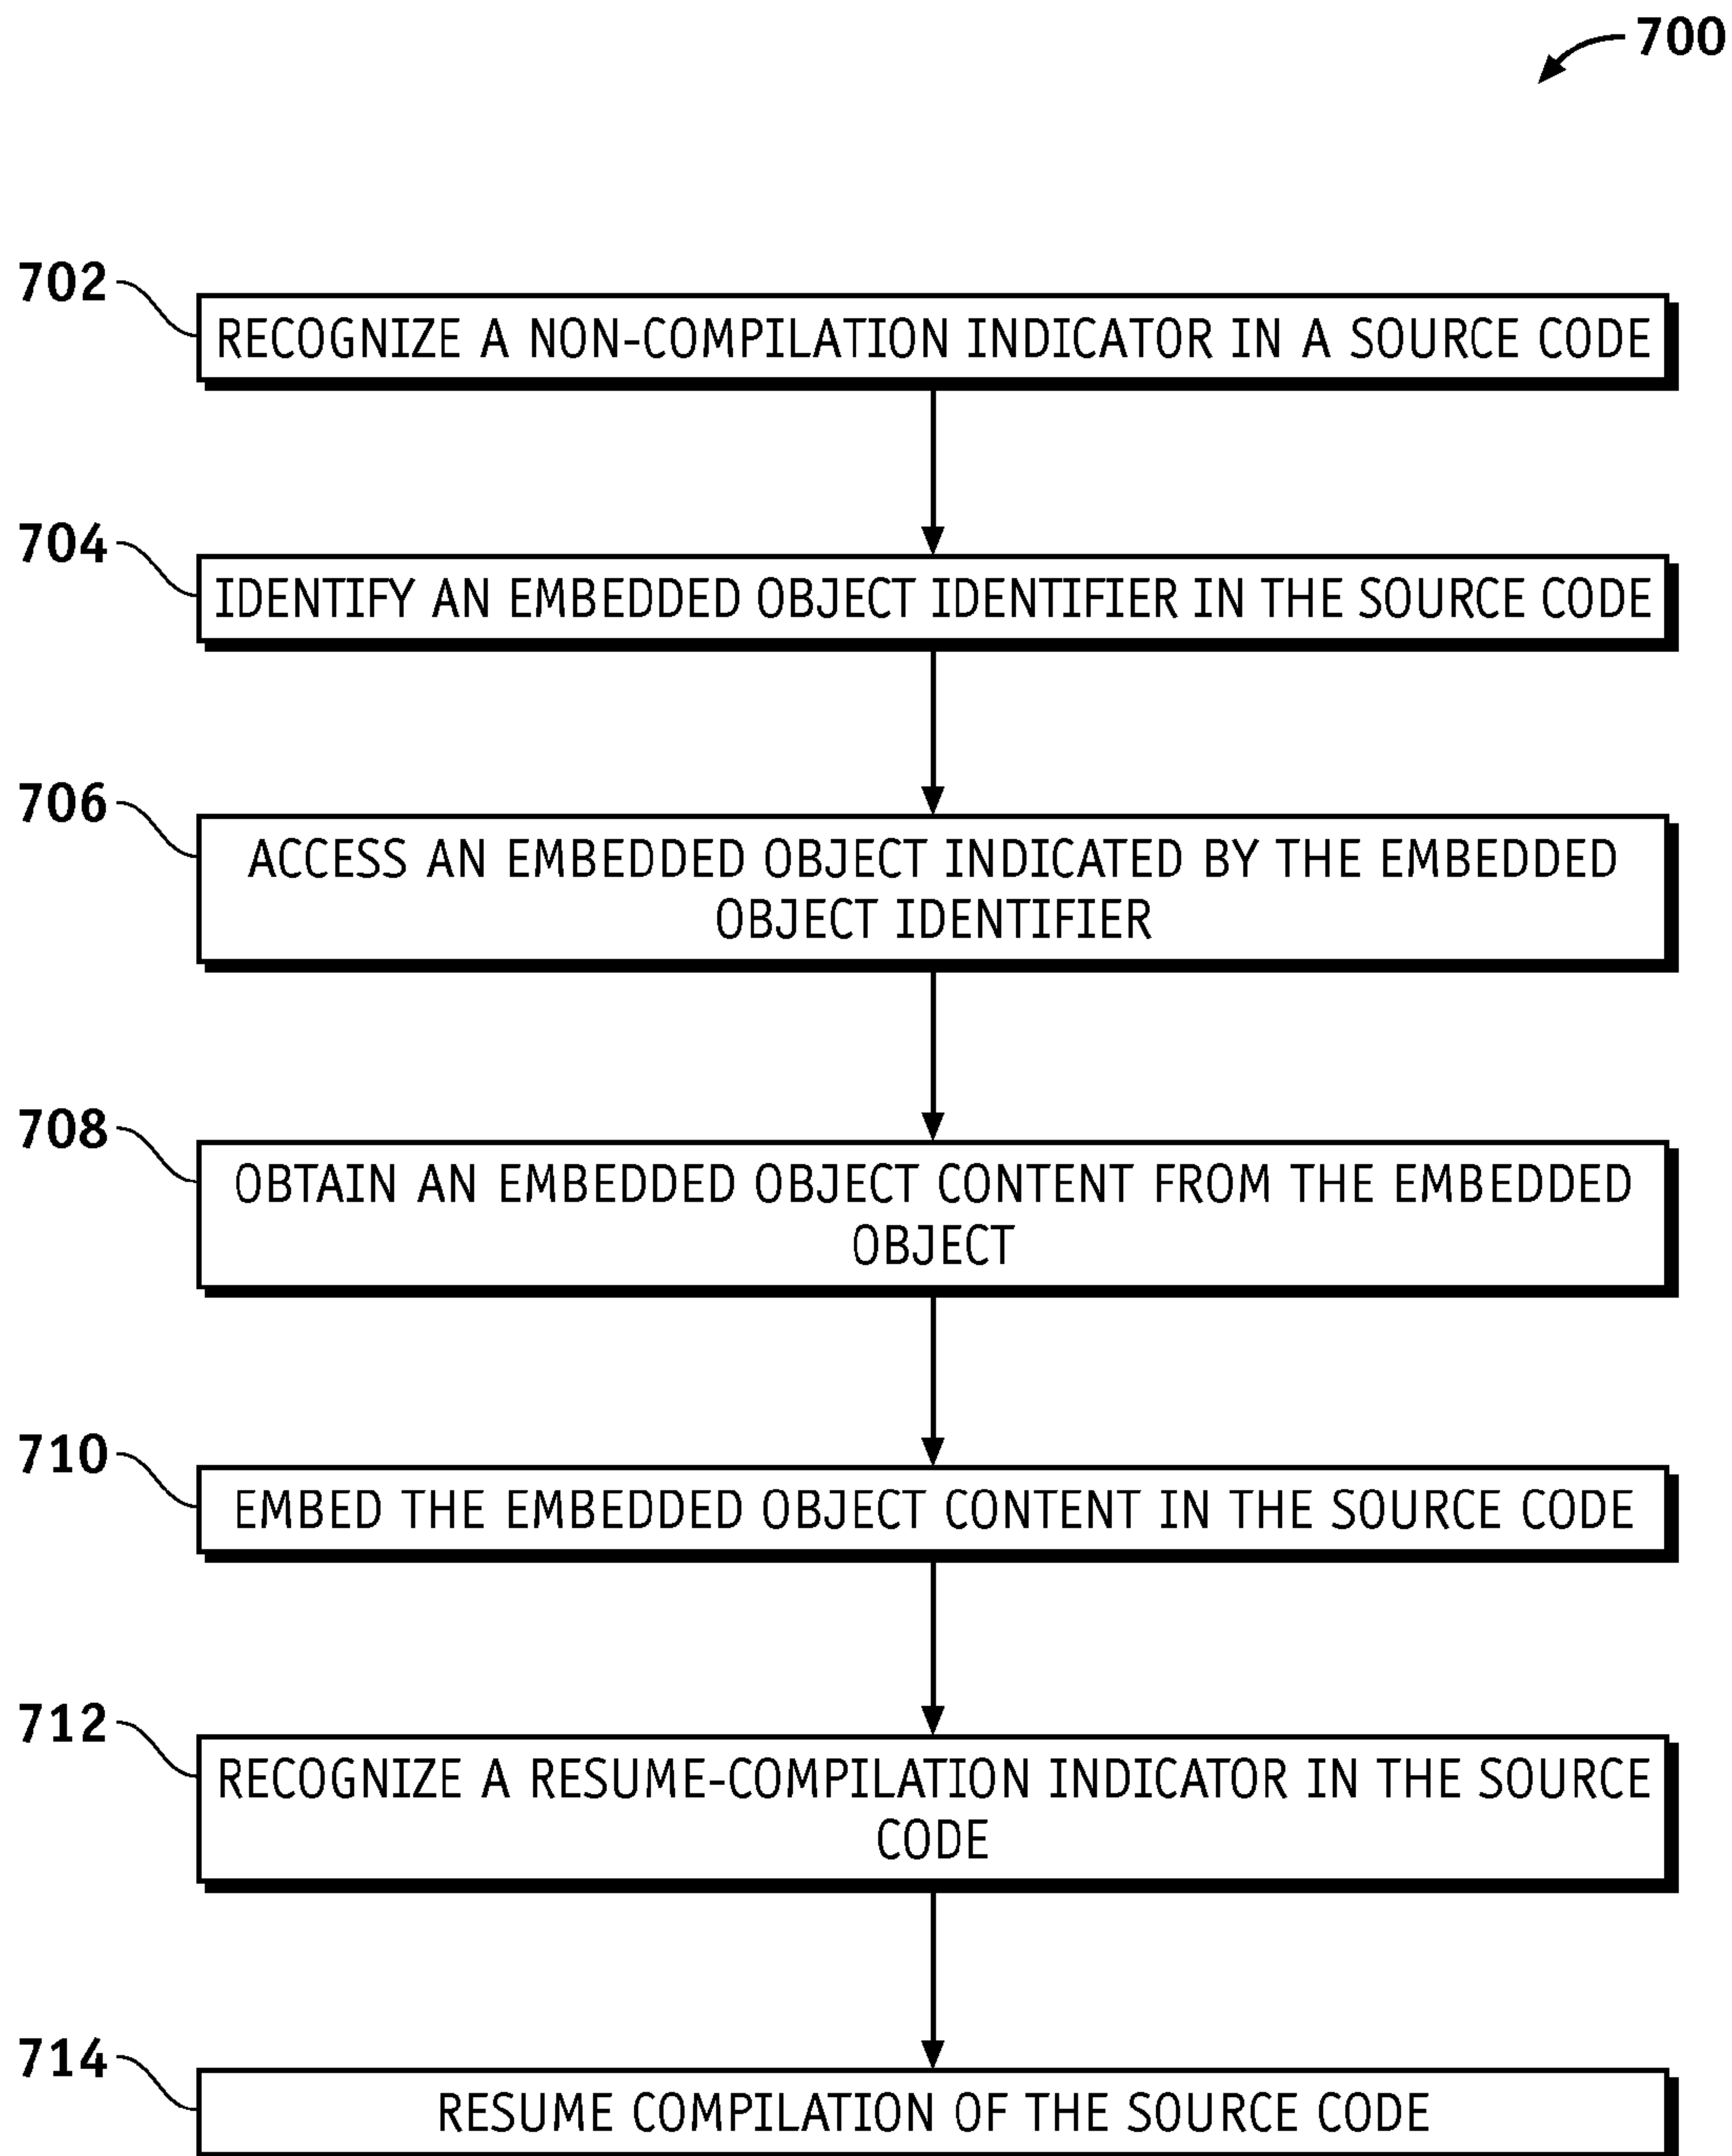 700
702
RECOGNIZE A NON-COMPILATION INDICATOR IN A SOURCE CODE
704
IDENTIFY AN EMBEDDED OBJECT IDENTIFIER IN THE SOURCE CODE
706
ACCESS AN EMBEDDED OBJECT INDICATED BY THE EMBEDDED
OBJECT IDENTIFIER
708
OBTAIN AN EMBEDDED OBJECT CONTENT FROM THE EMBEDDED
OBJECT
710
EMBED THE EMBEDDED OBJECT CONTENT IN THE SOURCE CODE
712
RECOGNIZE A RESUME-COMPILATION INDICATOR IN THE SOURCE
CODE
714
RESUME COMPILATION OF THE SOURCE CODE